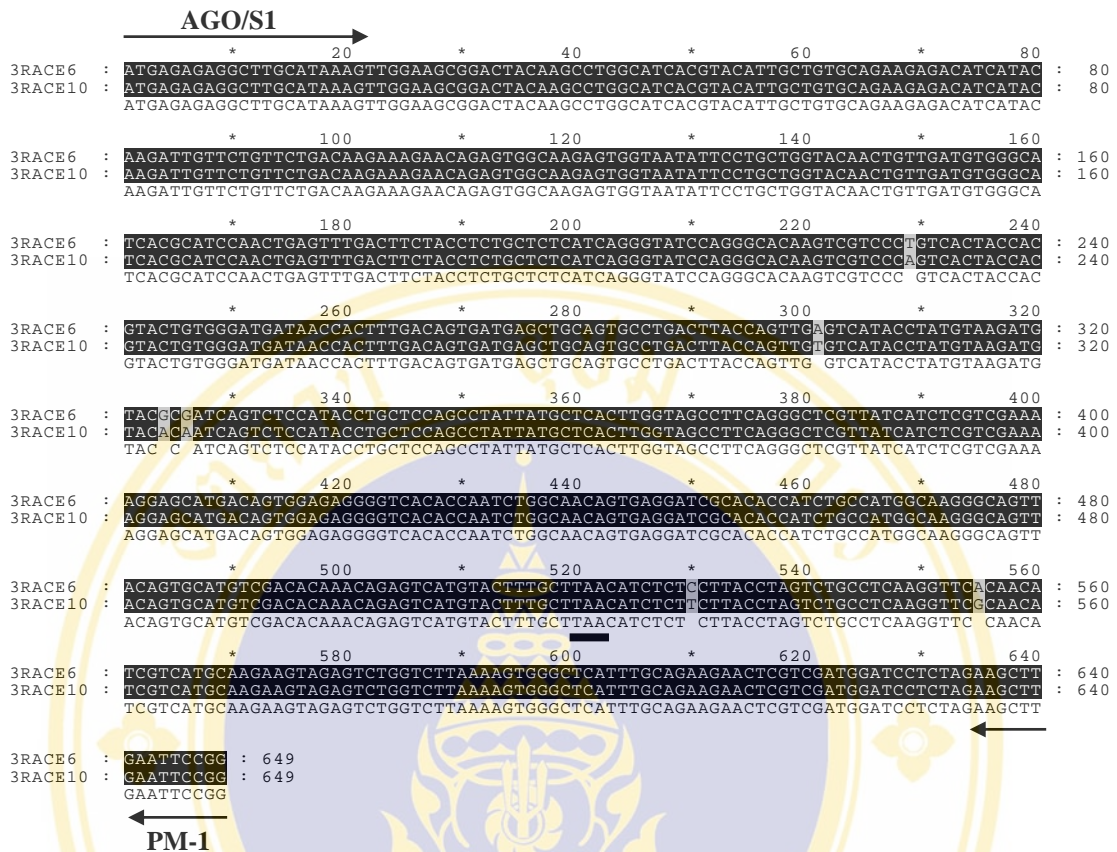 AGO/S1
* 20 * 40 * 60 * 80
3RACE6 : ATGAGAGAGGCTTGCATAAAGTTGGAAGCGGACTACAAGCCTGGCATCACGTACATTGCTGTGCAGAAGAGACATCATAC : 80
3RACE10 : ATGAGAGAGGCTTGCATAAAGTTGGAAGCGGACTACAAGCCTGGCATCACGTACATTGCTGTGCAGAAGAGACATCATAC : 80
ATGAGAGAGGCTTGCATAAAGTTGGAAGCGGACTACAAGCCTGGCATCACGTACATTGCTGTGCAGAAGAGACATCATAC
* 100 * 120 * 140 * 160
3RACE6 : AAGATTGTTCTGTTCTGACAAGAAAGAACAGAGTGGCAAGAGTGGTAATATTCCTGCTGGTACAACTGTTGATGTGGGCA : 160
3RACE10 : AAGATTGTTCTGTTCTGACAAGAAAGAACAGAGTGGCAAGAGTGGTAATATTCCTGCTGGTACAACTGTTGATGTGGGCA : 160
AAGATTGTTCTGTTCTGACAAGAAAGAACAGAGTGGCAAGAGTGGTAATATTCCTGCTGGTACAACTGTTGATGTGGGCA
* 180 * 200 * 220 * 240
3RACE6 : TCACGCATCCAACTGAGTTTGACTTCTACCTCTGCTCTCATCAGGGTATCCAGGGCACAAGTCGTCCCTGTCACTACCAC : 240
3RACE10 : TCACGCATCCAACTGAGTTTGACTTCTACCTCTGCTCTCATCAGGGTATCCAGGGCACAAGTCGTCCCAGTCACTACCAC : 240
TCACGCATCCAACTGAGTTTGACTTCTACCTCTGCTCTCATCAGGGTATCCAGGGCACAAGTCGTCCC GTCACTACCAC
* 260 * 280 * 300 * 320
3RACE6 : GTACTGTGGGATGATAACCACTTTGACAGTGATGAGCTGCAGTGCCTGACTTACCAGTTGAGTCATACCTATGTAAGATG : 320
3RACE10 : GTACTGTGGGATGATAACCACTTTGACAGTGATGAGCTGCAGTGCCTGACTTACCAGTTGTGTCATACCTATGTAAGATG : 320
GTACTGTGGGATGATAACCACTTTGACAGTGATGAGCTGCAGTGCCTGACTTACCAGTTG GTCATACCTATGTAAGATG
* 340 * 360 * 380 * 400
3RACE6 : TACGCGATCAGTCTCCATACCTGCTCCAGCCTATTATGCTCACTTGGTAGCCTTCAGGGCTCGTTATCATCTCGTCGAAA : 400
3RACE10 : TACACAATCAGTCTCCATACCTGCTCCAGCCTATTATGCTCACTTGGTAGCCTTCAGGGCTCGTTATCATCTCGTCGAAA : 400
TAC C ATCAGTCTCCATACCTGCTCCAGCCTATTATGCTCACTTGGTAGCCTTCAGGGCTCGTTATCATCTCGTCGAAA
* 420 * 440 * 460 * 480
3RACE6 : AGGAGCATGACAGTGGAGAGGGGTCACACCAATCTGGCAACAGTGAGGATCGCACACCATCTGCCATGGCAAGGGCAGTT : 480
3RACE10 : AGGAGCATGACAGTGGAGAGGGGTCACACCAATCTGGCAACAGTGAGGATCGCACACCATCTGCCATGGCAAGGGCAGTT : 480
AGGAGCATGACAGTGGAGAGGGGTCACACCAATCTGGCAACAGTGAGGATCGCACACCATCTGCCATGGCAAGGGCAGTT
* 500 * 520 * 540 * 560
3RACE6 : ACAGTGCATGTCGACACAAACAGAGTCATGTACTTTGCTTAACATCTCTCCTTACCTAGTCTGCCTCAAGGTTCACAACA : 560
3RACE10 : ACAGTGCATGTCGACACAAACAGAGTCATGTACTTTGCTTAACATCTCTTCTTACCTAGTCTGCCTCAAGGTTCGCAACA : 560
ACAGTGCATGTCGACACAAACAGAGTCATGTACTTTGCTTAACATCTCT CTTACCTAGTCTGCCTCAAGGTTC CAACA
* 580 * 600 * 620 * 640
3RACE6 : TCGTCATGCAAGAAGTAGAGTCTGGTCTTAAAAGTGGGCTCATTTGCAGAAGAACTCGTCGATGGATCCTCTAGAAGCTT : 640
3RACE10 : TCGTCATGCAAGAAGTAGAGTCTGGTCTTAAAAGTGGGCTCATTTGCAGAAGAACTCGTCGATGGATCCTCTAGAAGCTT : 640
TCGTCATGCAAGAAGTAGAGTCTGGTCTTAAAAGTGGGCTCATTTGCAGAAGAACTCGTCGATGGATCCTCTAGAAGCTT
3RACE6 : GAATTCCGG : 649
3RACE10 : GAATTCCGG : 649
GAATTCCGG
PM-1